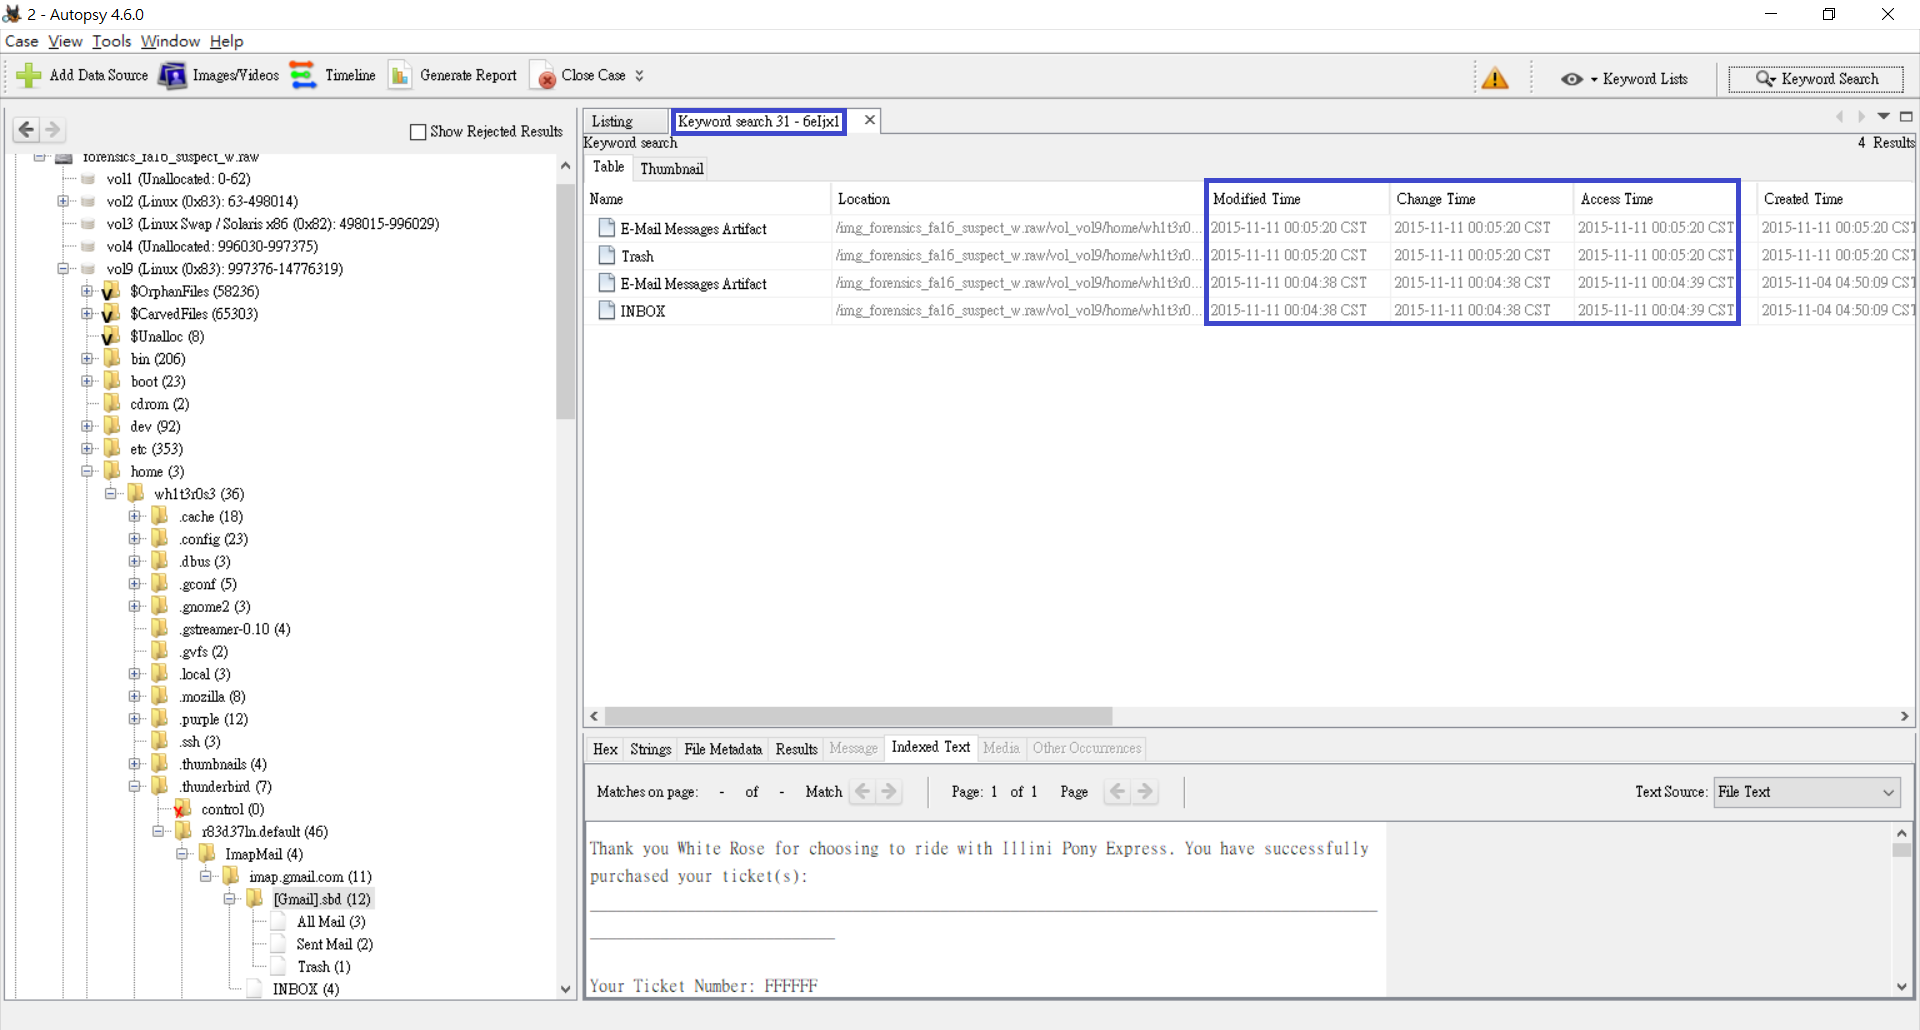 2 - Autopsy 4.6.0
Case View Tools Window Help
Add Data Source Images/Videos Timeline Generate Report Close Case Keyword Lists Keyword Search
Show Rejected Results
forensics_fa16_suspect_w.raw
vol1 (Unallocated: 0-62)
vol2 (Linux (0x83): 63-498014)
vol3 (Linux Swap / Solaris x86 (0x82): 498015-996029)
vol4 (Unallocated: 996030-997375)
vol9 (Linux (0x83): 997376-14776319)
$OrphanFiles (58236)
$CarvedFiles (65303)
$Unalloc (8)
bin (206)
boot (23)
cdrom (2)
dev (92)
etc (353)
home (3)
wh1t3r0s3 (36)
.cache (18)
.config (23)
.dbus (3)
.gconf (5)
.gnome2 (3)
.gstreamer-0.10 (4)
.gvfs (2)
.local (3)
.mozilla (8)
.purple (12)
.ssh (3)
.thumbnails (4)
.thunderbird (7)
control (0)
r83d37ln.default (46)
ImapMail (4)
imap.gmail.com (11)
[Gmail].sbd (12)
All Mail (3)
Sent Mail (2)
Trash (1)
INBOX (4)
Listing Keyword search 31 - 6eIjx1
Keyword search 4 Results
Table Thumbnail
Name Location Modified Time Change Time Access Time Created Time
E-Mail Messages Artifact /img_forensics_fa16_suspect_w.raw/vol_vol9/home/wh1t3r0... 2015-11-11 00:05:20 CST 2015-11-11 00:05:20 CST 2015-11-11 00:05:20 CST 2015-11-11 00:05:20 CST
Trash /img_forensics_fa16_suspect_w.raw/vol_vol9/home/wh1t3r0... 2015-11-11 00:05:20 CST 2015-11-11 00:05:20 CST 2015-11-11 00:05:20 CST 2015-11-11 00:05:20 CST
E-Mail Messages Artifact /img_forensics_fa16_suspect_w.raw/vol_vol9/home/wh1t3r0... 2015-11-11 00:04:38 CST 2015-11-11 00:04:38 CST 2015-11-11 00:04:39 CST 2015-11-04 04:50:09 CST
INBOX /img_forensics_fa16_suspect_w.raw/vol_vol9/home/wh1t3r0... 2015-11-11 00:04:38 CST 2015-11-11 00:04:38 CST 2015-11-11 00:04:39 CST 2015-11-04 04:50:09 CST
Hex Strings File Metadata Results Message Indexed Text Media Other Occurrences
Matches on page: - of - Match Page: 1 of 1 Page Text Source: File Text
Thank you White Rose for choosing to ride with Illini Pony Express. You have successfully
purchased your ticket(s):
Your Ticket Number: FFFFFF